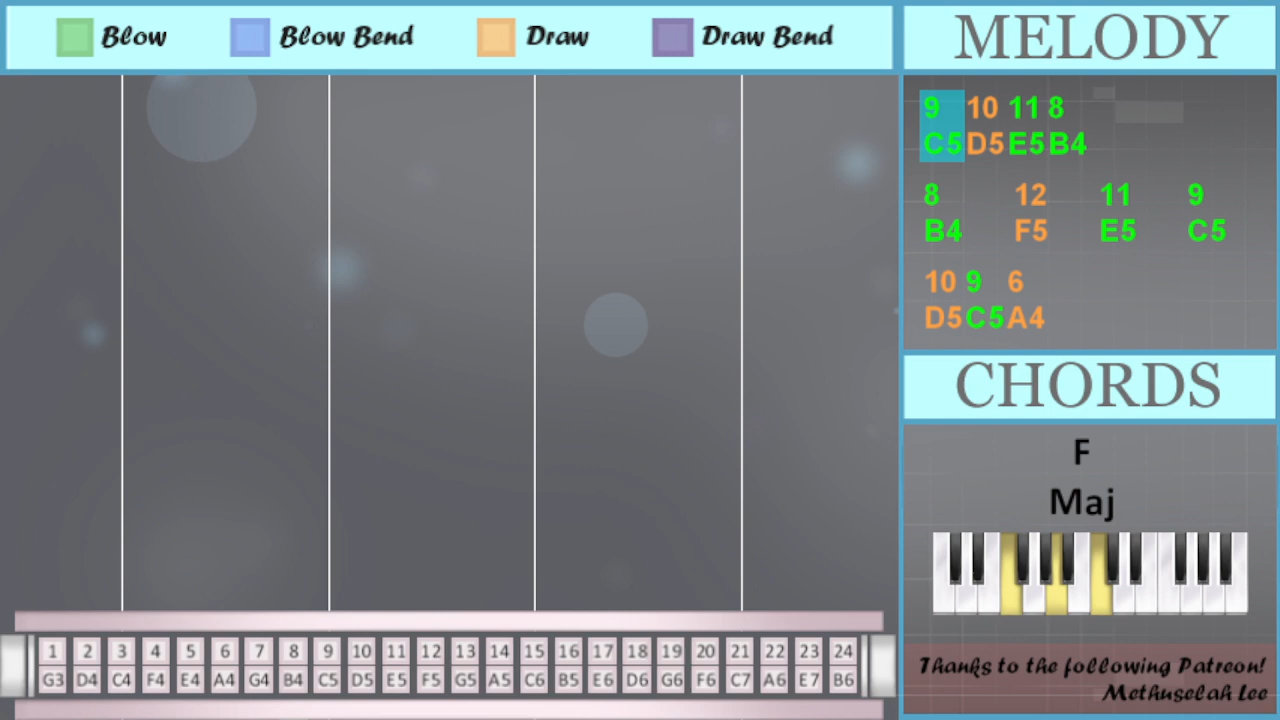 Blow Blow Bend Draw Draw Bend
MELODY
9 10 11 8
C5 D5 E5 B4
8 12 11 9
B4 F5 E5 C5
10 9 6
D5 C5 A4
CHORDS
F
Maj
Thanks to the following Patreon!
Methuselah Lee
1 2 3 4 5 6 7 8 9 10 11 12 13 14 15 16 17 18 19 20 21 22 23 24
G3 D4 C4 F4 E4 A4 G4 B4 C5 D5 E5 F5 G5 A5 C6 B5 E6 D6 G6 F6 C7 A6 E7 B6